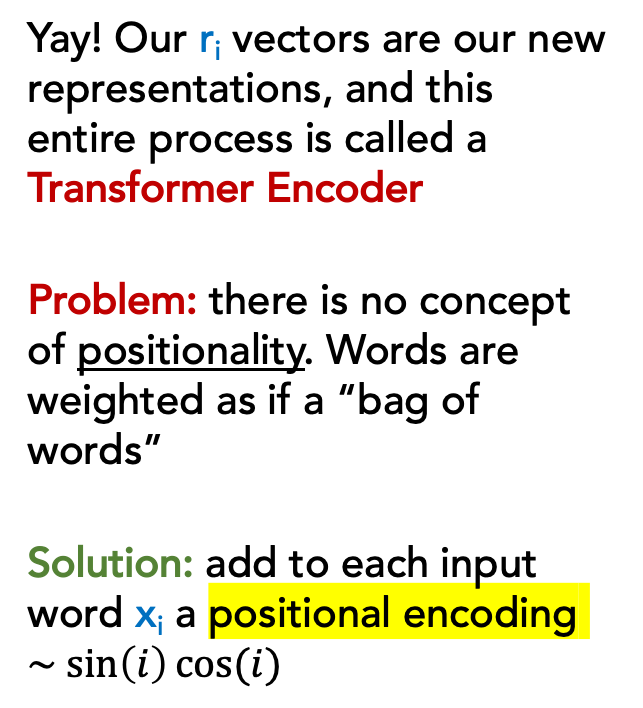 Yay! Our rᵢ vectors are our new
representations, and this
entire process is called a
Transformer Encoder
Problem: there is no concept
of positionality. Words are
weighted as if a “bag of
words”
Solution: add to each input
word xᵢ a positional encoding
~ sin(i) cos(i)